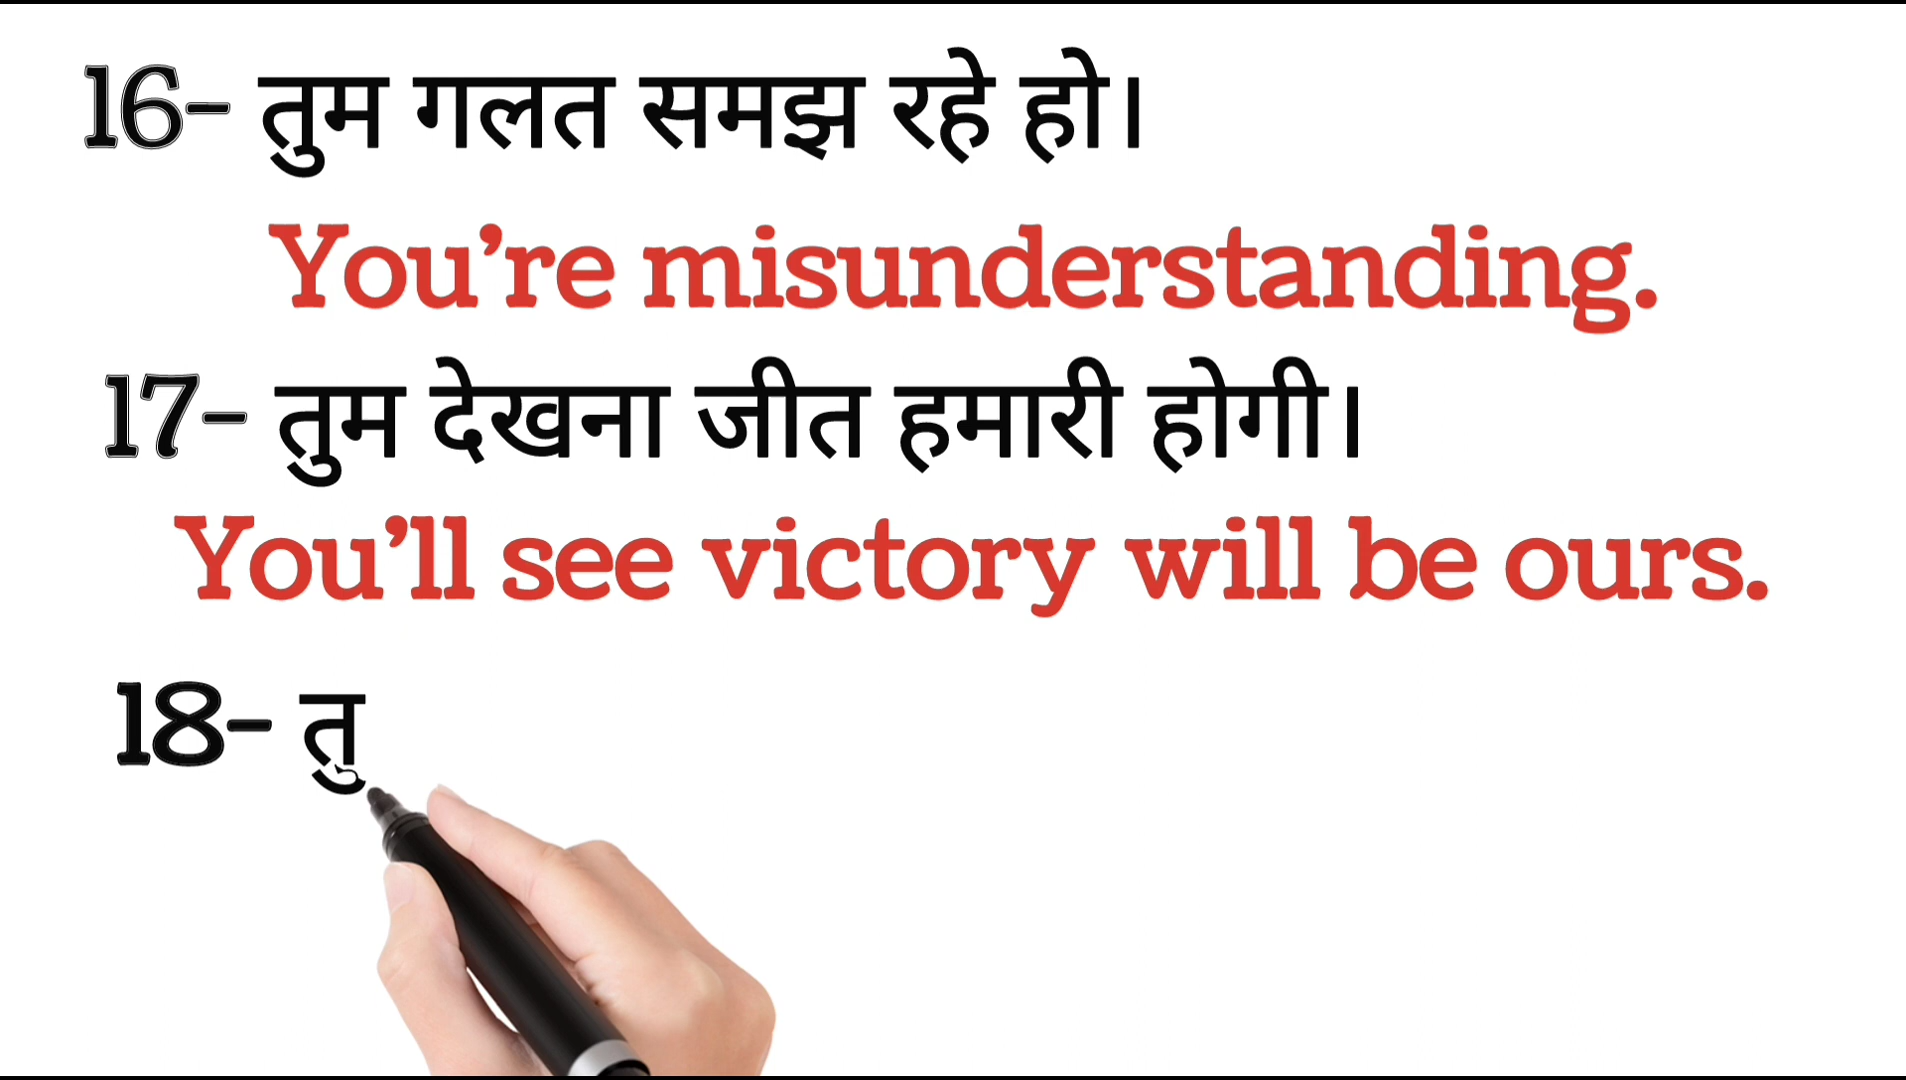 16- तुम गलत समझ रहे हो।
You’re misunderstanding.
17- तुम देखना जीत हमारी होगी।
You’ll see victory will be ours.
18- तु